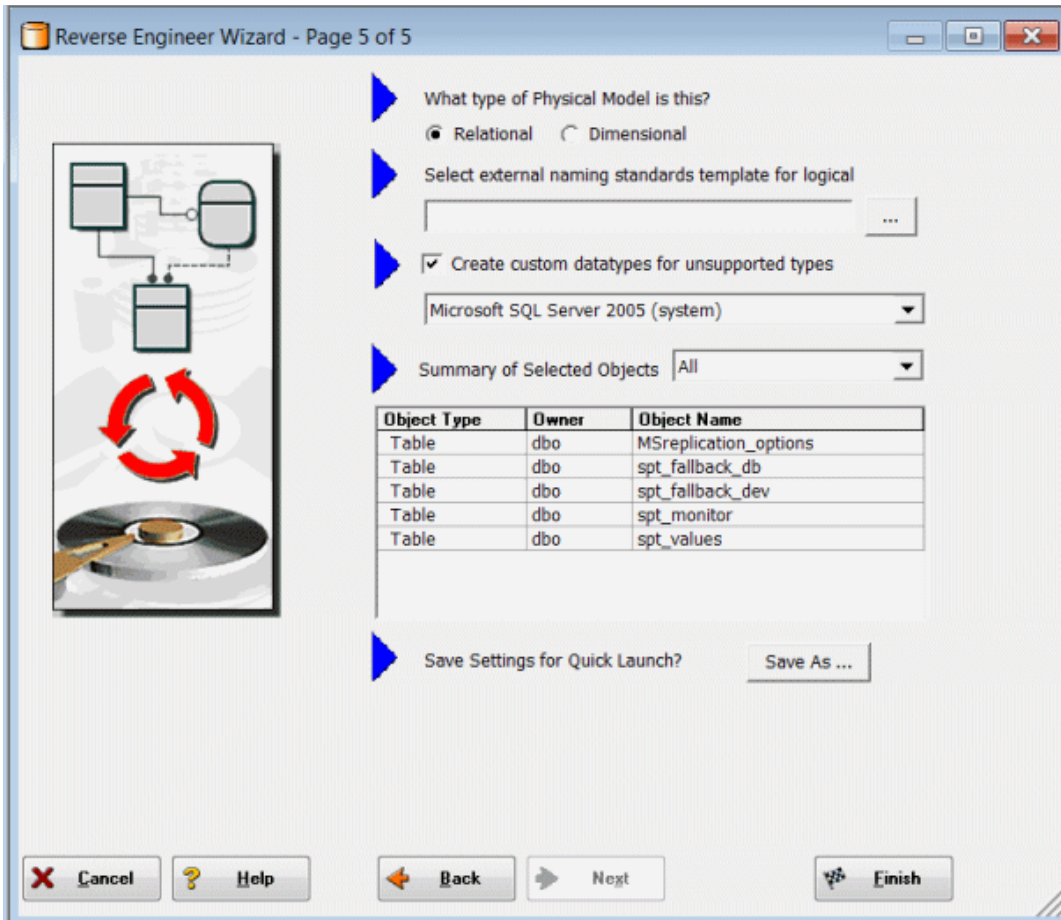 Reverse Engineer Wizard - Page 5 of 5
What type of Physical Model is this?
Relational Dimensional
Select external naming standards template for logical
...
Create custom datatypes for unsupported types
Microsoft SQL Server 2005 (system)
Summary of Selected Objects All
Object Type Owner Object Name
Table dbo MSreplication_options
Table dbo spt_fallback_db
Table dbo spt_fallback_dev
Table dbo spt_monitor
Table dbo spt_values
Save Settings for Quick Launch? Save As ...
Cancel Help Back Next Finish